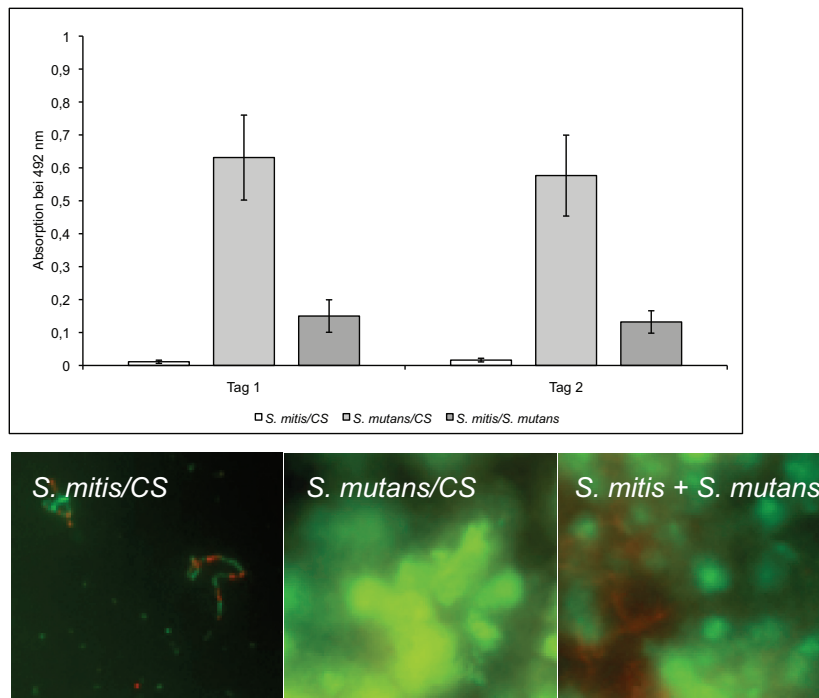 1
0,9
0,8
0,7
0,6
0,5
0,4
0,3
0,2
0,1
0
Absorption bei 492 nm
Tag 1 Tag 2
S. mitis/CS S. mutans/CS S. mitis/S. mutans
S. mitis/CS S. mutans/CS S. mitis + S. mutans